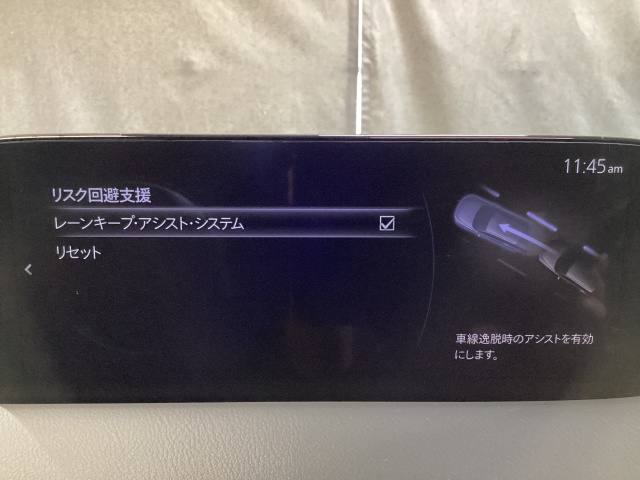 11:45am
リスク回避支援
レーンキープ・アシスト・システム
リセット
車線逸脱時のアシストを有効
にします。